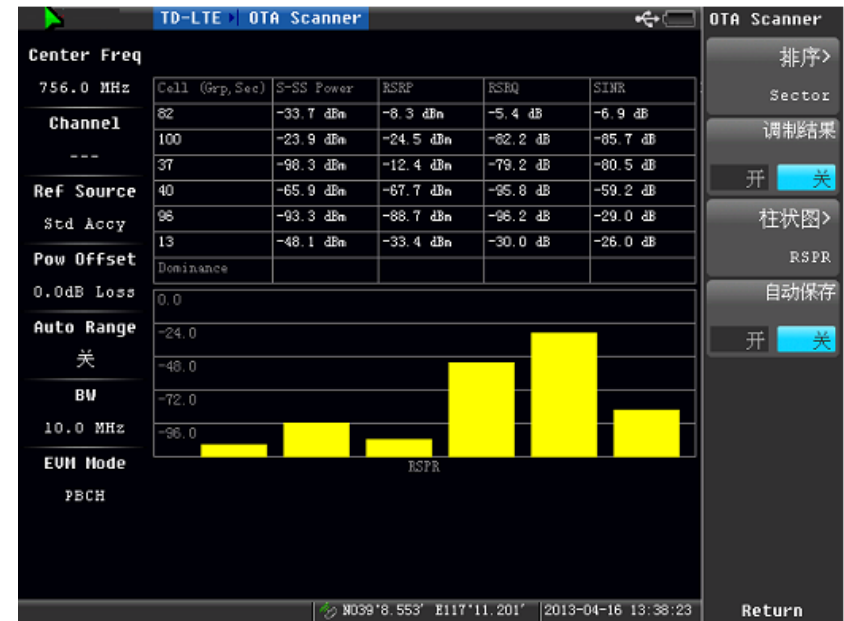 TD-LTE OTA Scanner
OTA Scanner
Center Freq
756.0 MHz
Channel
---
Ref Source
Std Accy
Pow Offset
0.0dB Loss
Auto Range
关
BW
10.0 MHz
EVM Mode
PBCH
Cell (Grp,Sec) S-SS Power RSRP RSRQ SINR
82 -33.7 dBm -8.3 dBm -5.4 dB -6.9 dB
100 -23.9 dBm -24.5 dBm -82.2 dB -85.7 dB
37 -98.3 dBm -12.4 dBm -79.2 dB -80.5 dB
40 -65.9 dBm -67.7 dBm -95.8 dB -59.2 dB
96 -93.3 dBm -88.7 dBm -96.2 dB -29.0 dB
13 -48.1 dBm -33.4 dBm -30.0 dB -26.0 dB
Dominance
0.0
-24.0
-48.0
-72.0
-96.0
RSPR
排序>
Sector
调制结果
开 关
柱状图>
RSPR
自动保存
开 关
N039°8.553′ E117°11.201′ 2013-04-16 13:38:23
Return